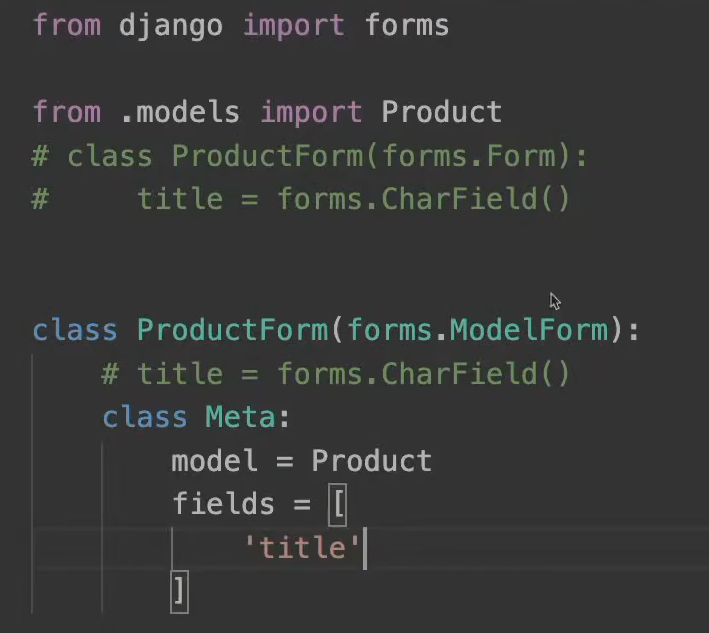 from django import forms
from .models import Product
# class ProductForm(forms.Form):
#     title = forms.CharField()
class ProductForm(forms.ModelForm):
    # title = forms.CharField()
    class Meta:
        model = Product
        fields = [
            'title'
        ]